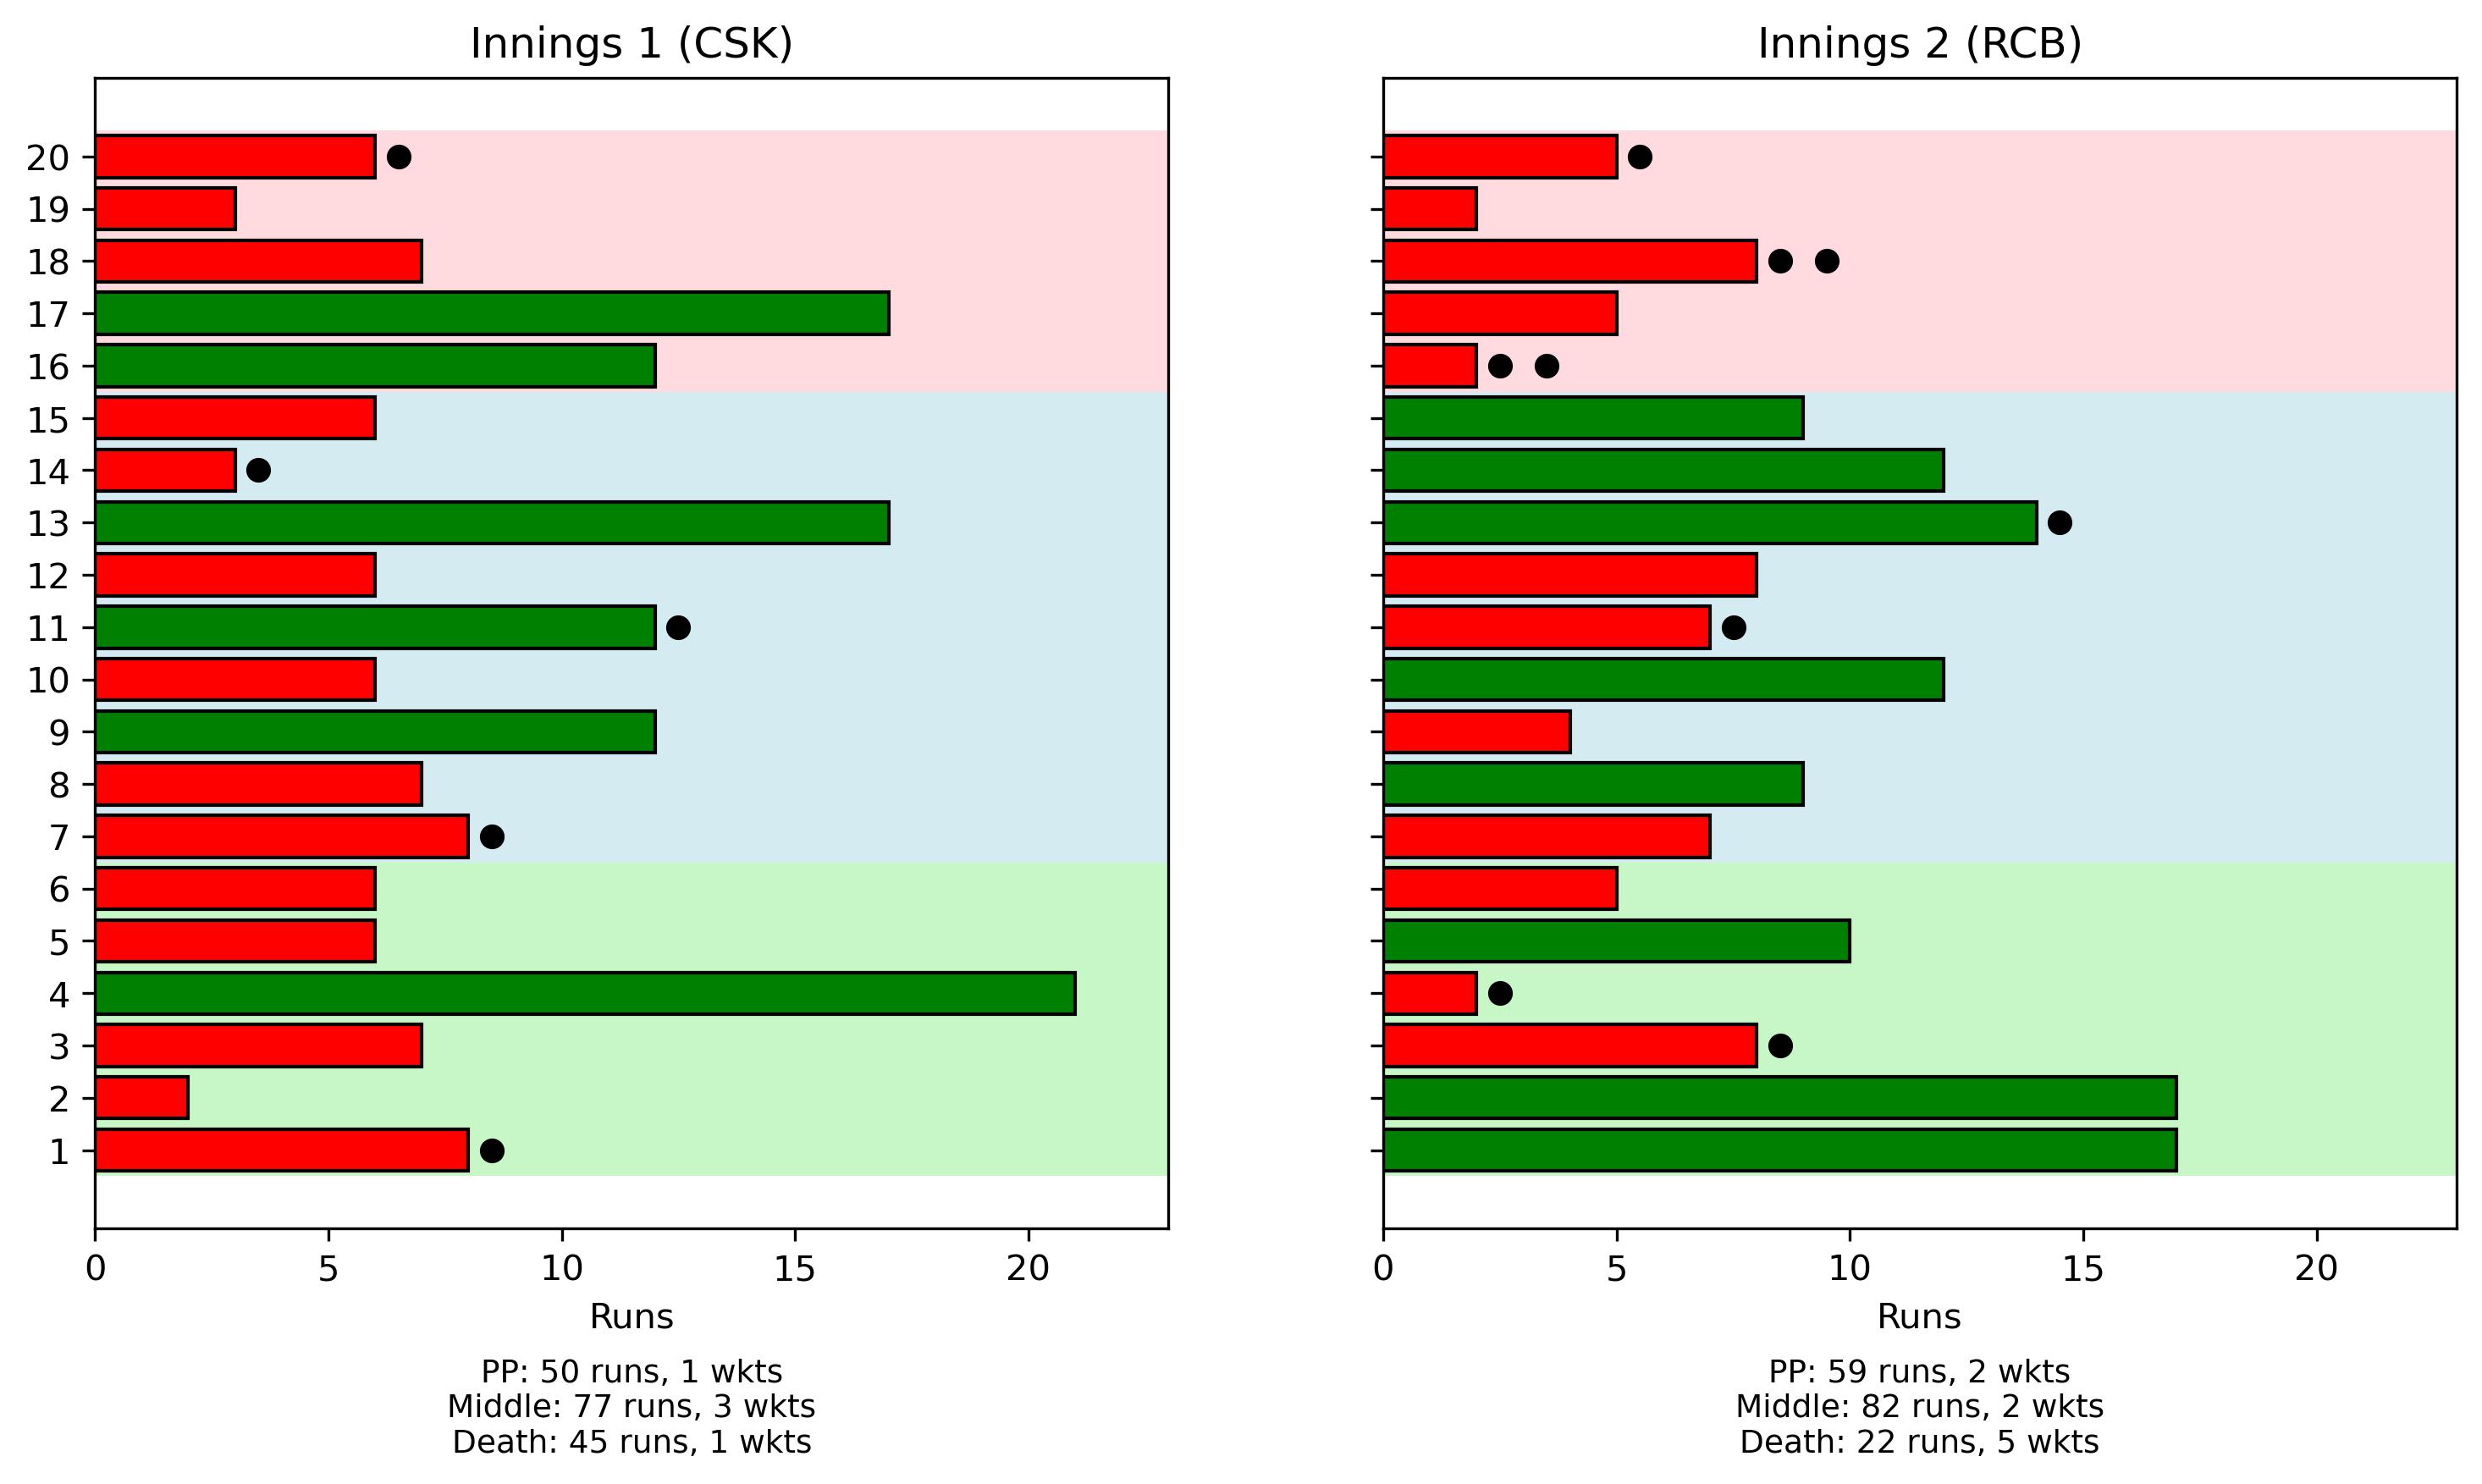 Innings 1 (CSK)
20
19
18
17
16
15
14
13
12
11
10
9
8
7
6
5
4
3
2
1
0 5 10 15 20
Runs
PP: 50 runs, 1 wkts
Middle: 77 runs, 3 wkts
Death: 45 runs, 1 wkts
Innings 2 (RCB)
0 5 10 15 20
Runs
PP: 59 runs, 2 wkts
Middle: 82 runs, 2 wkts
Death: 22 runs, 5 wkts